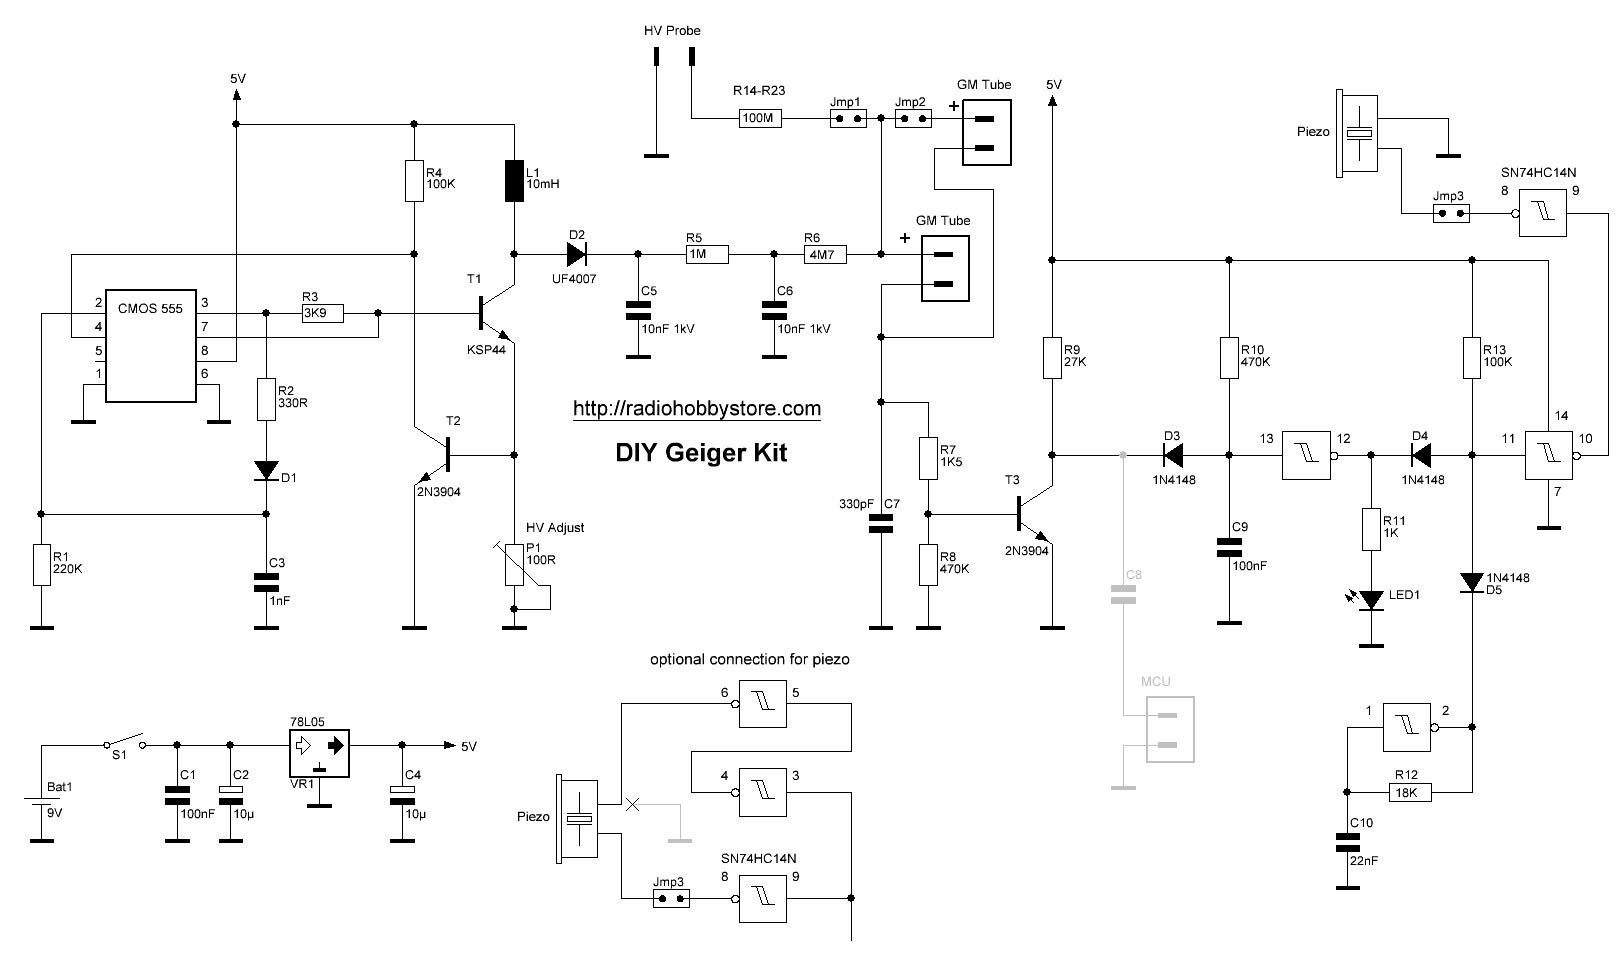 HV Probe
5V
R14-R23
100M
Jmp1
Jmp2
+
GM Tube
5V
Piezo
SN74HC14N
8
9
Jmp3
R4
100K
L1
10mH
GM Tube
+
D2
UF4007
R5
1M
R6
4M7
T1
KSP44
C5
10nF 1kV
C6
10nF 1kV
CMOS 555
2
4
5
1
3
7
8
6
R3
3K9
R2
330R
D1
T2
2N3904
http://radiohobbystore.com
DIY Geiger Kit
R9
27K
R10
470K
R13
100K
14
D3
1N4148
13
12
D4
1N4148
11
10
7
R7
1K5
T3
2N3904
330pF
C7
R8
470K
HV Adjust
P1
100R
R1
220K
C3
1nF
C9
100nF
R11
1K
LED1
1N4148
D5
C8
MCU
optional connection for piezo
6
5
4
3
Piezo
SN74HC14N
8
9
Jmp3
1
2
R12
18K
C10
22nF
Bat1
9V
S1
C1
100nF
C2
10µ
78L05
VR1
C4
10µ
5V